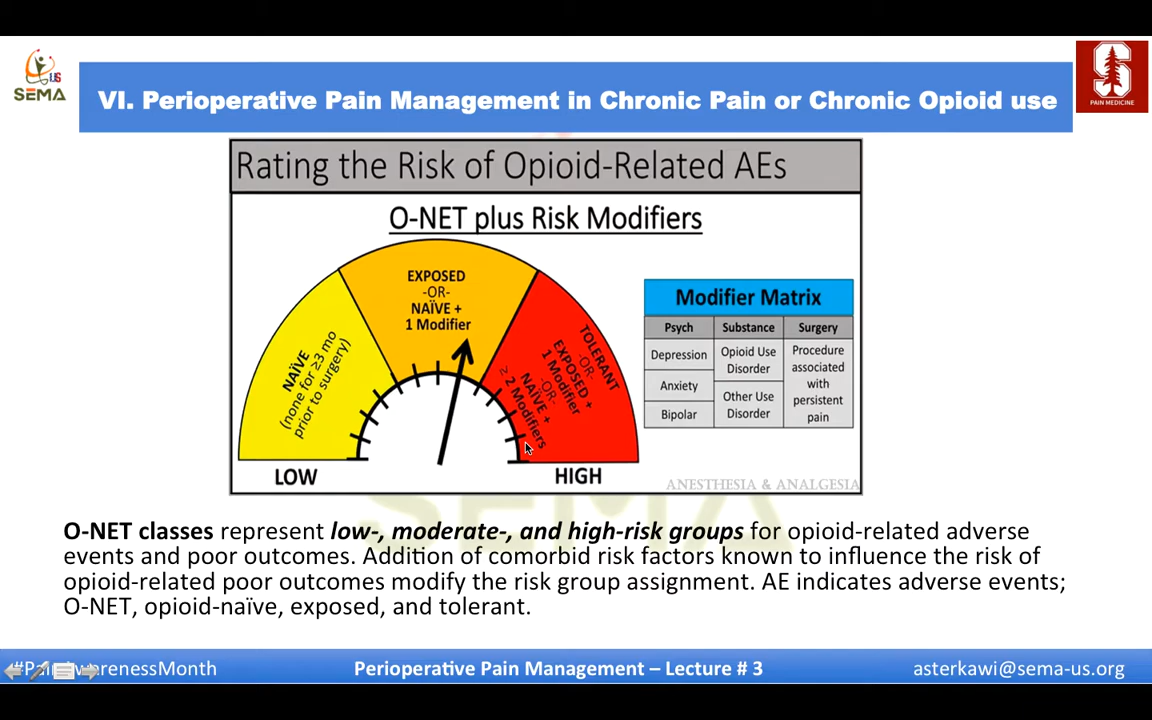 US
SEMA
VI. Perioperative Pain Management in Chronic Pain or Chronic Opioid use
S
PAIN MEDICINE
Rating the Risk of Opioid-Related AEs
O-NET plus Risk Modifiers
NAÏVE
(none for ≥3 mo
prior to surgery)
EXPOSED
-OR-
NAÏVE +
1 Modifier
TOLERANT
-OR-
EXPOSED +
1 Modifier
-OR-
NAÏVE +
≥ 2 Modifiers
LOW
HIGH
Modifier Matrix
Psych
Substance
Surgery
Depression
Anxiety
Bipolar
Opioid Use
Disorder
Other Use
Disorder
Procedure
associated
with
persistent
pain
ANESTHESIA & ANALGESIA
SEMA
O-NET classes represent low-, moderate-, and high-risk groups for opioid-related adverse
events and poor outcomes. Addition of comorbid risk factors known to influence the risk of
opioid-related poor outcomes modify the risk group assignment. AE indicates adverse events;
O-NET, opioid-naïve, exposed, and tolerant.
#PainAwarenessMonth
Perioperative Pain Management – Lecture # 3
asterkawi@sema-us.org